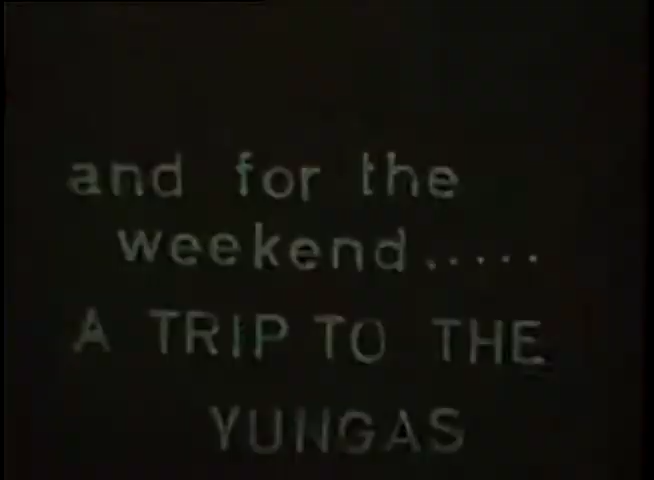 and for the
weekend.....
A TRIP TO THE
YUNGAS